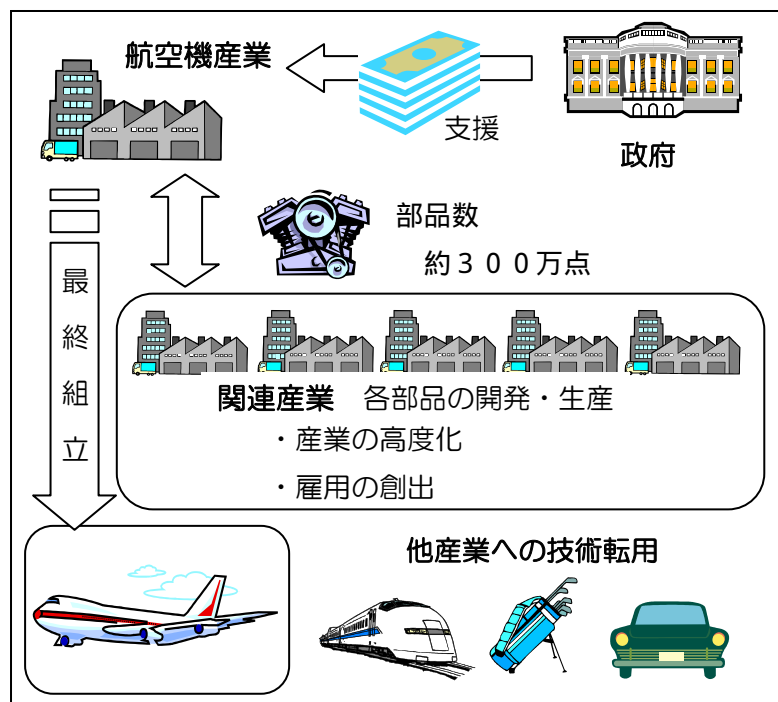 航空機産業
支援
政府
部品数
約３００万点
最終組立
関連産業　各部品の開発・生産
・産業の高度化
・雇用の創出
他産業への技術転用